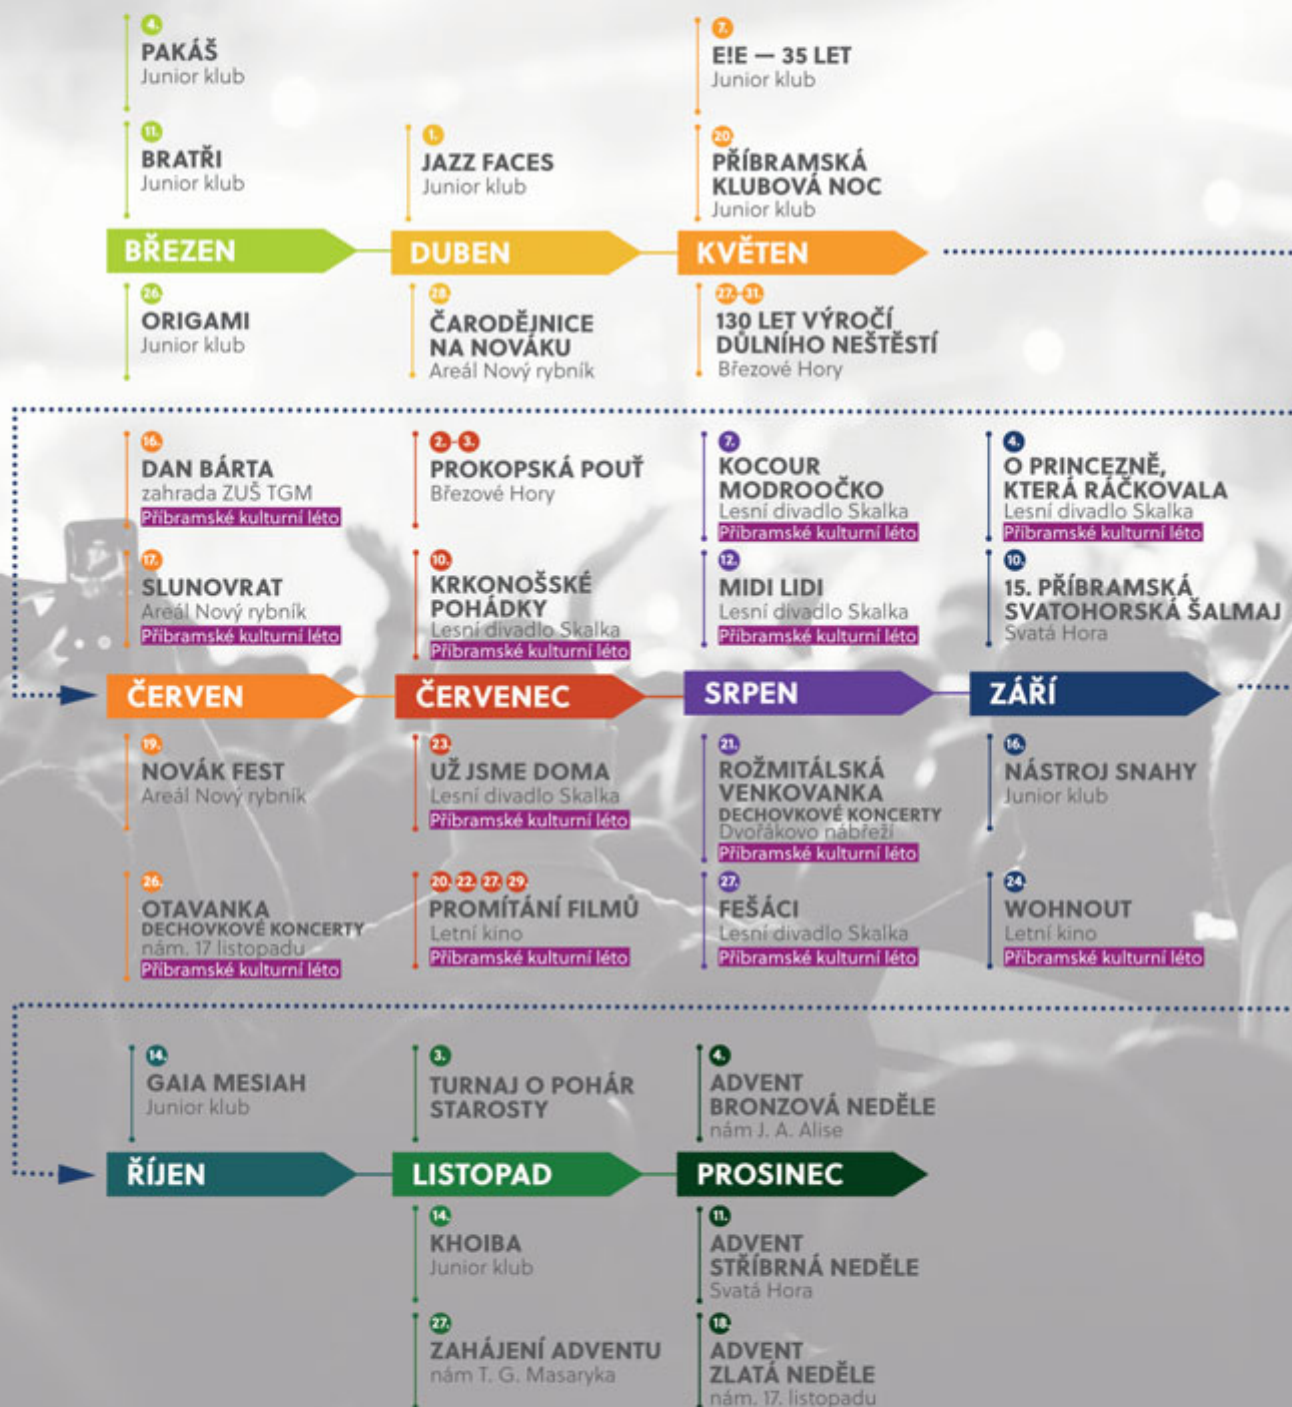 4.
PAKÁŠ
Junior klub
11.
BRATŘI
Junior klub
BŘEZEN
26.
ORIGAMI
Junior klub
1.
JAZZ FACES
Junior klub
DUBEN
28.
ČARODĚJNICE
NA NOVÁKU
Areál Nový rybník
7.
E!E — 35 LET
Junior klub
20.
PŘÍBRAMSKÁ
KLUBOVÁ NOC
Junior klub
KVĚTEN
27.-31.
130 LET VÝROČÍ
DŮLNÍHO NEŠTĚSTÍ
Březové Hory
16.
DAN BÁRTA
zahrada ZUŠ TGM
Příbramské kulturní léto
17.
SLUNOVRAT
Areál Nový rybník
Příbramské kulturní léto
ČERVEN
19.
NOVÁK FEST
Areál Nový rybník
26.
OTAVANKA
DECHOVKOVÉ KONCERTY
nám. 17 listopadu
Příbramské kulturní léto
2.-3.
PROKOPSKÁ POUŤ
Březové Hory
10.
KRKONOŠSKÉ
POHÁDKY
Lesní divadlo Skalka
Příbramské kulturní léto
ČERVENEC
23.
UŽ JSME DOMA
Lesní divadlo Skalka
Příbramské kulturní léto
20. 22. 27. 29.
PROMÍTÁNÍ FILMŮ
Letní kino
Příbramské kulturní léto
7.
KOCOUR
MODROOČKO
Lesní divadlo Skalka
Příbramské kulturní léto
12.
MIDI LIDI
Lesní divadlo Skalka
Příbramské kulturní léto
SRPEN
21.
ROŽMITÁLSKÁ
VENKOVANKA
DECHOVKOVÉ KONCERTY
Dvořákovo nábřeží
Příbramské kulturní léto
27.
FEŠÁCI
Lesní divadlo Skalka
Příbramské kulturní léto
4.
O PRINCEZNĚ,
KTERÁ RÁČKOVALA
Lesní divadlo Skalka
Příbramské kulturní léto
10.
15. PŘÍBRAMSKÁ
SVATOHORSKÁ ŠALMAJ
Svatá Hora
ZÁŘÍ
16.
NÁSTROJ SNAHY
Junior klub
24.
WOHNOUT
Letní kino
Příbramské kulturní léto
14.
GAIA MESIAH
Junior klub
ŘÍJEN
3.
TURNAJ O POHÁR
STAROSTY
LISTOPAD
14.
KHOIBA
Junior klub
27.
ZAHÁJENÍ ADVENTU
nám T. G. Masaryka
4.
ADVENT
BRONZOVÁ NEDĚLE
nám J. A. Alise
PROSINEC
11.
ADVENT
STŘÍBRNÁ NEDĚLE
Svatá Hora
18.
ADVENT
ZLATÁ NEDĚLE
nám. 17. listopadu